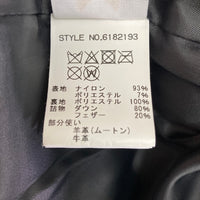 STYLE NO,6182193
表地 ナイロン 93%
ポリエステル 7%
裏地 ポリエステル 100%
詰物 ダウン 80%
フェザー 20%
部分使い
羊革(ムートン)
牛革